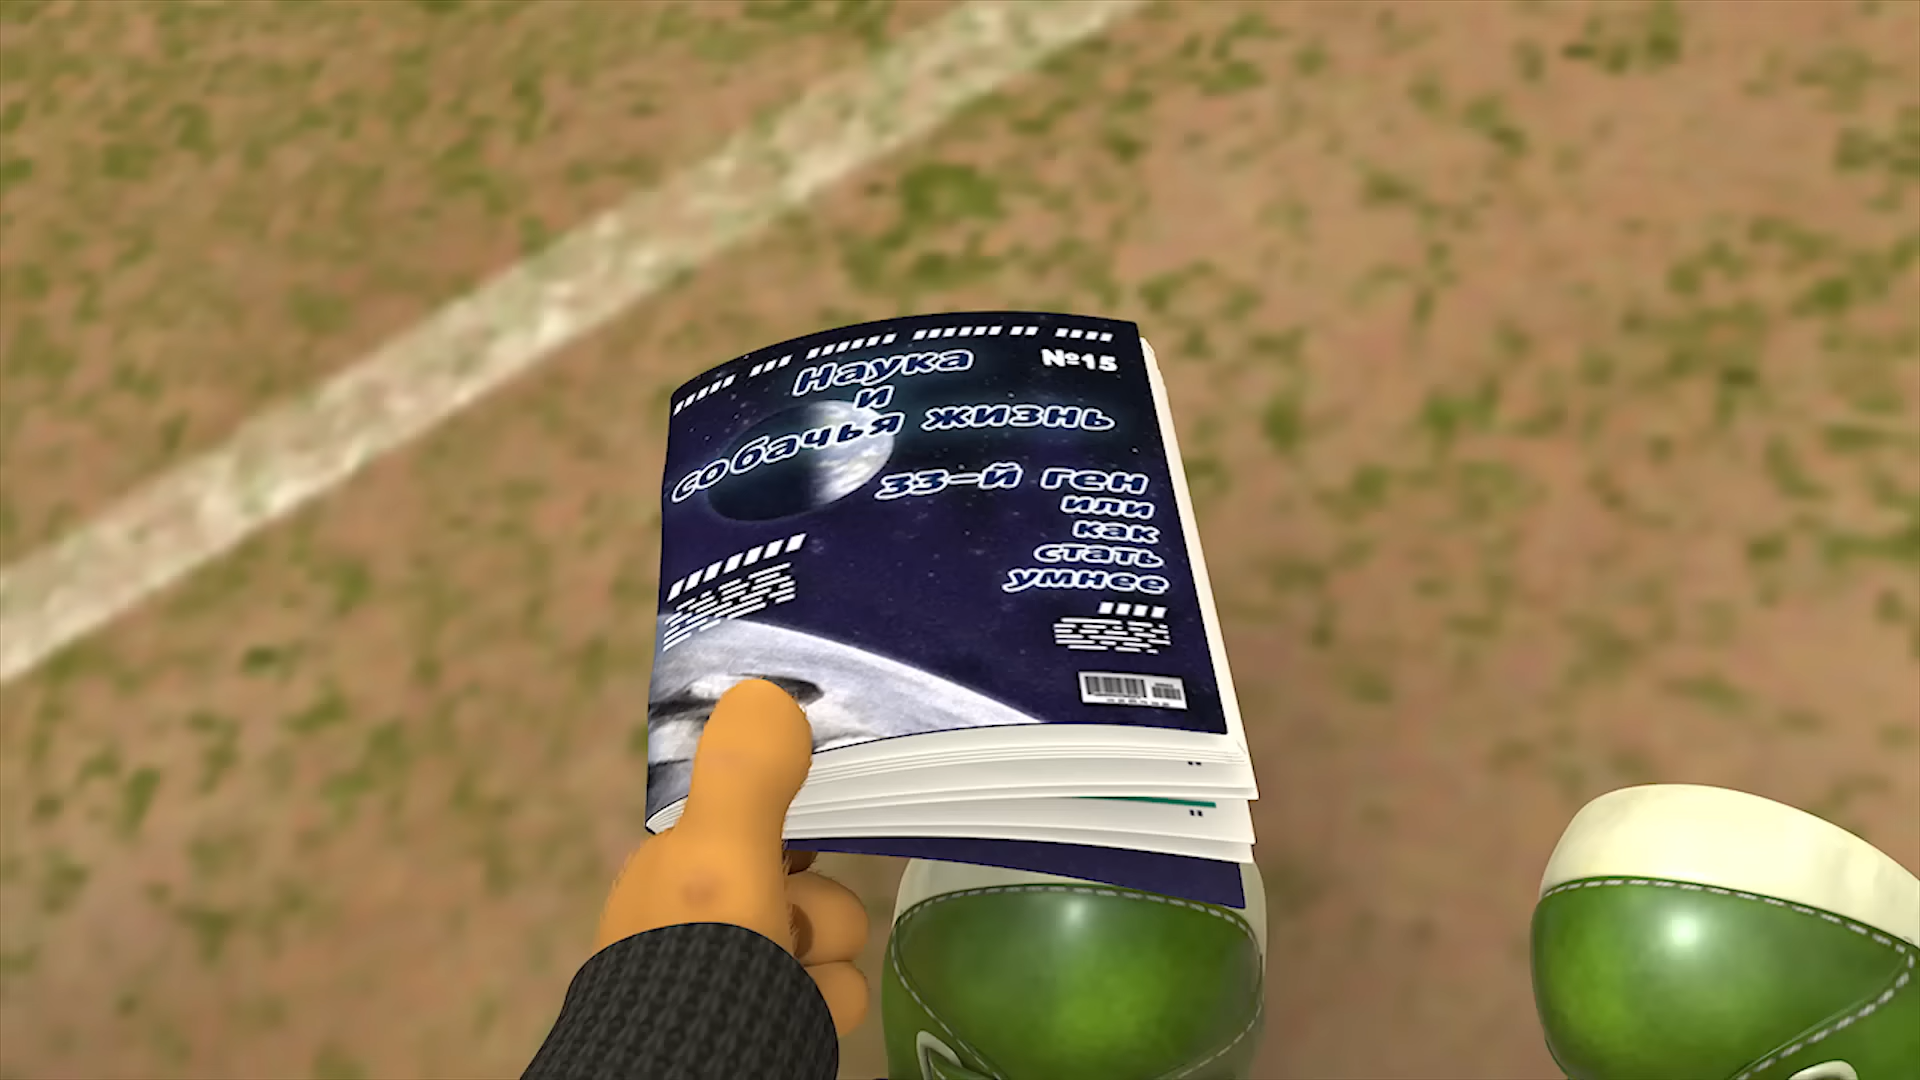 Наука
и
собачья жизнь
№15
33-й ген
или
как
стать
умнее